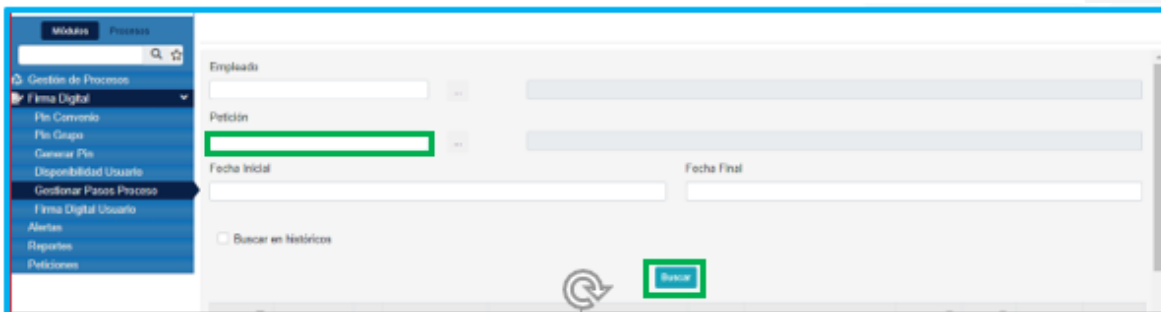 Módulos Procesos
Gestión de Procesos
Firma Digital
Pin Convenio
Pin Grupo
Generar Pin
Disponibilidad Usuario
Gestionar Pasos Proceso
Firma Digital Usuario
Alertas
Reportes
Peticiones
Empleado
...
Petición
...
Fecha Inicial Fecha Final
Buscar en históricos
Buscar